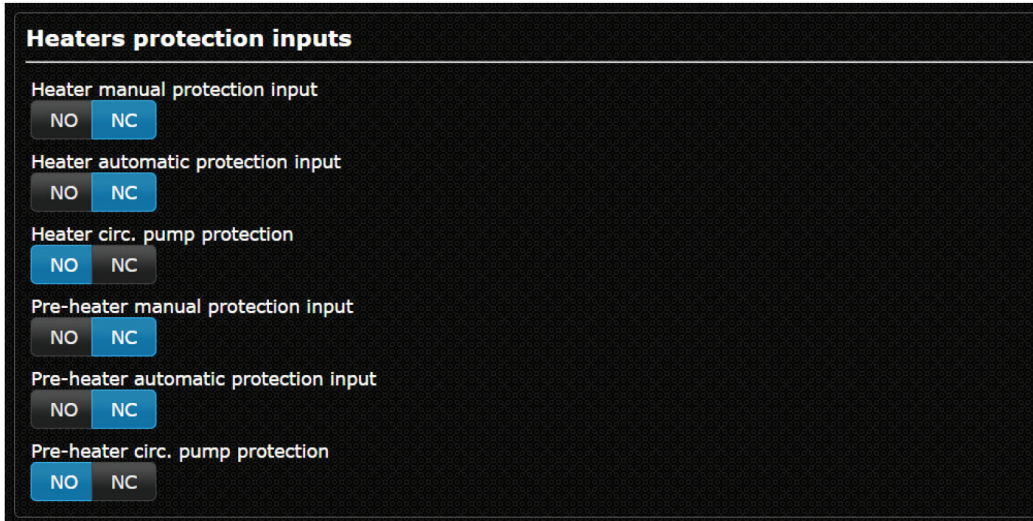 Heaters protection inputs
Heater manual protection input
NO NC
Heater automatic protection input
NO NC
Heater circ. pump protection
NO NC
Pre-heater manual protection input
NO NC
Pre-heater automatic protection input
NO NC
Pre-heater circ. pump protection
NO NC